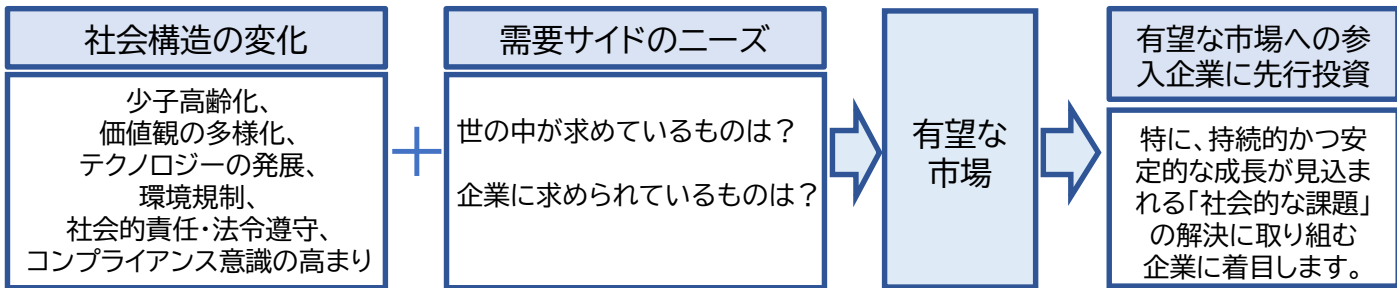 社会構造の変化
少子高齢化、
価値観の多様化、
テクノロジーの発展、
環境規制、
社会的責任・法令遵守、
コンプライアンス意識の高まり
＋
需要サイドのニーズ
世の中が求めているものは？
企業に求められているものは？
有望な
市場
有望な市場への参
入企業に先行投資
特に、持続的かつ安
定的な成長が見込ま
れる「社会的な課題」
の解決に取り組む
企業に着目します。